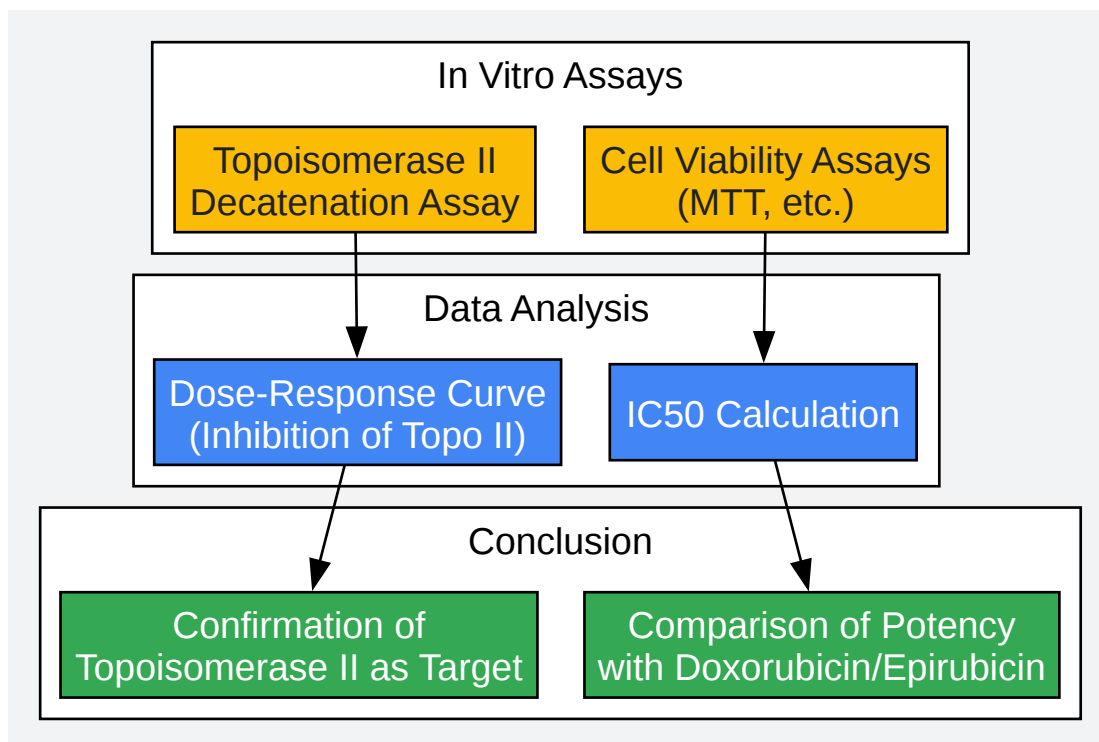 In Vitro Assays
Topoisomerase II
Decatenation Assay
Cell Viability Assays
(MTT, etc.)
Data Analysis
Dose-Response Curve
(Inhibition of Topo II)
IC50 Calculation
Conclusion
Confirmation of
Topoisomerase II as Target
Comparison of Potency
with Doxorubicin/Epirubicin